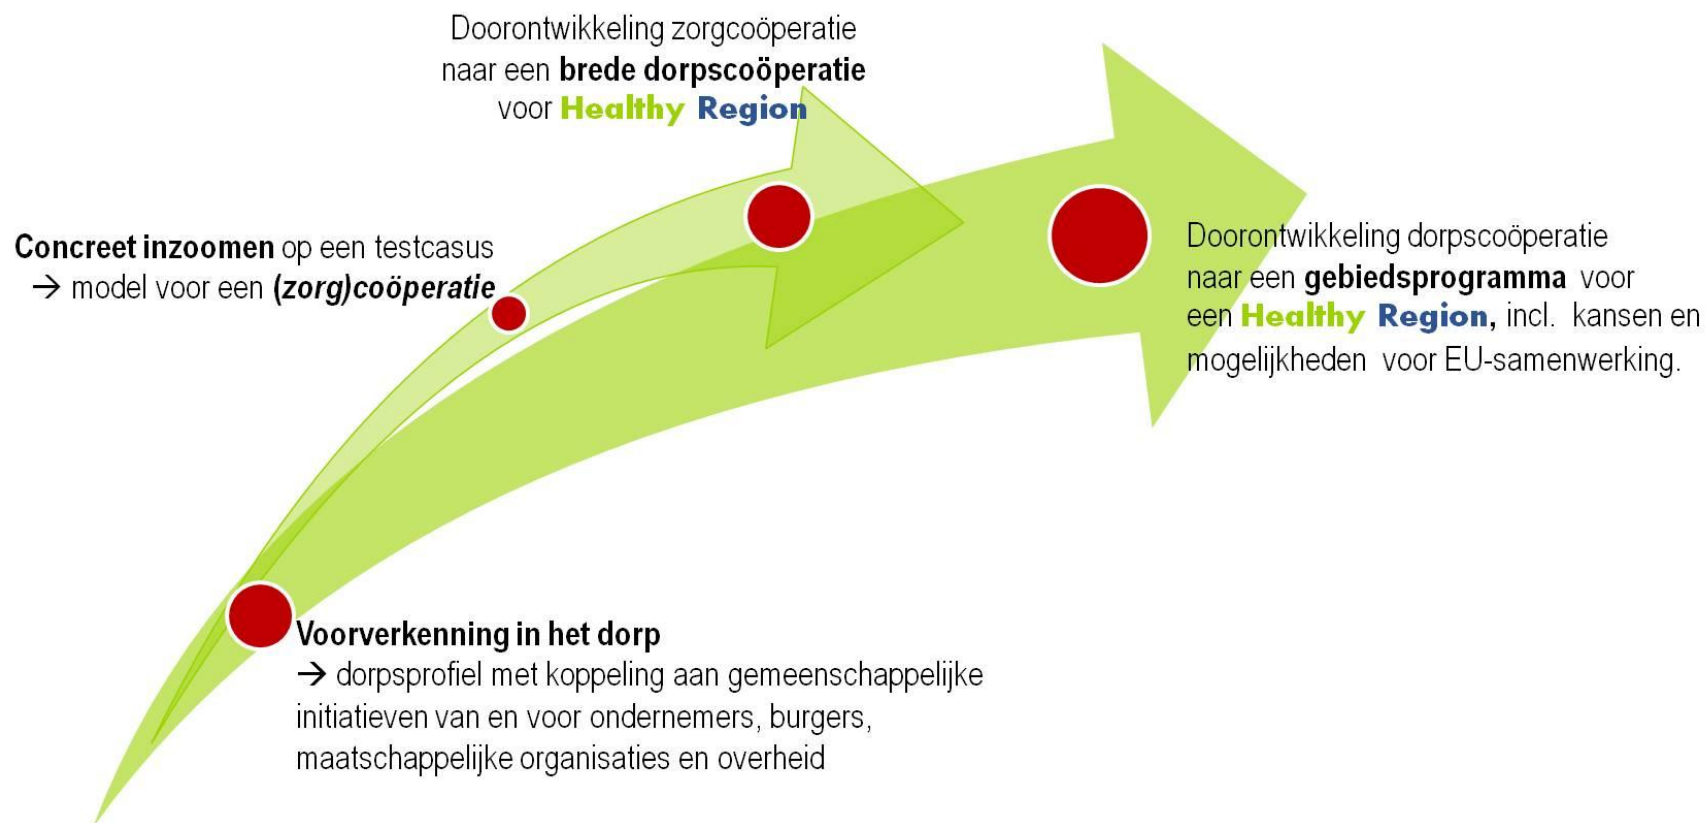 Doorontwikkeling zorgcoöperatie
naar een brede dorpscoöperatie
voor Healthy Region
Concreet inzoomen op een testcasus
→ model voor een (zorg)coöperatie
Doorontwikkeling dorpscoöperatie
naar een gebiedsprogramma voor
een Healthy Region, incl. kansen en
mogelijkheden voor EU-samenwerking.
Voorverkenning in het dorp
→ dorpsprofiel met koppeling aan gemeenschappelijke
initiatieven van en voor ondernemers, burgers,
maatschappelijke organisaties en overheid